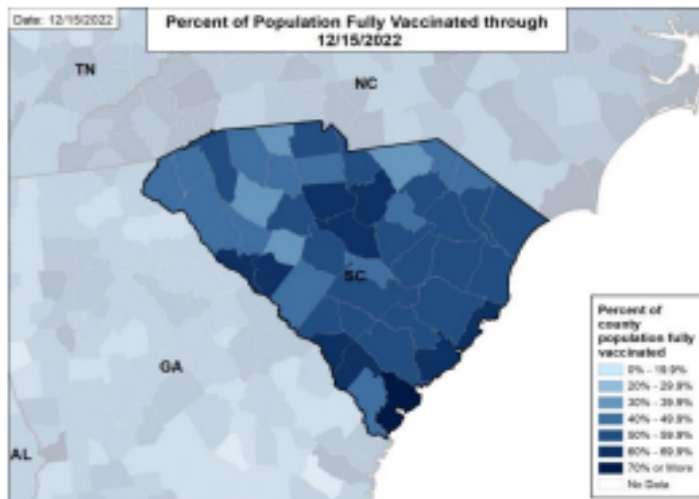 Date: 12/15/2022
Percent of Population Fully Vaccinated through
12/15/2022
TN
NC
SC
GA
AL
Percent of
county
population fully
vaccinated
0% - 19.9%
20% - 29.9%
30% - 39.9%
40% - 49.9%
50% - 59.9%
60% - 69.9%
70% or More
No Data